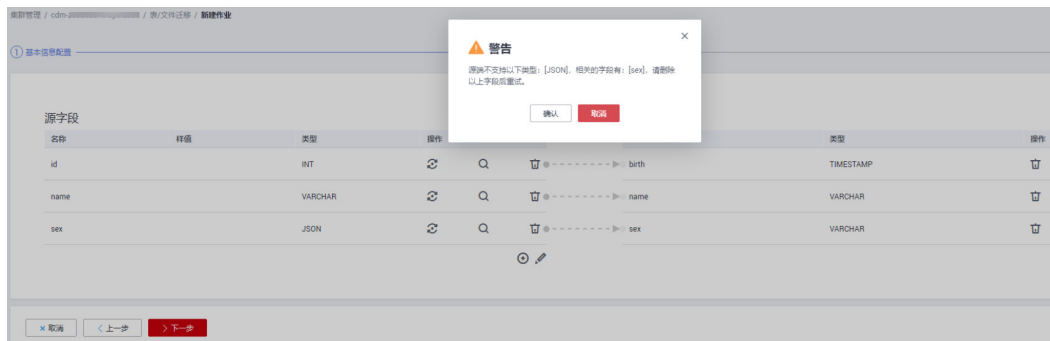 集群管理 / cdm- / 表/文件迁移 / 新建作业
1 基本信息配置
警告
源端不支持以下类型：[JSON]，相关的字段有：[sex]，请删除
以上字段后重试。
确认 取消
源字段
名称 样值 类型 操作 类型 操作
id INT birth TIMESTAMP
name VARCHAR name VARCHAR
sex JSON sex VARCHAR
× 取消 < 上一步 > 下一步